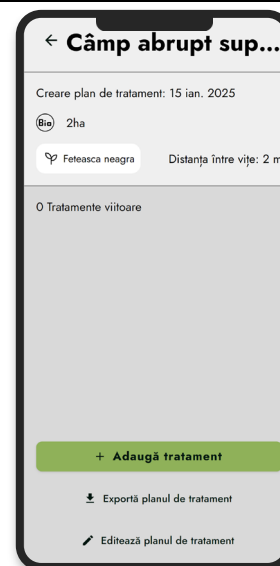 ← Câmp abrupt sup...
Creare plan de tratament: 15 ian. 2025
Bio 2ha
Feteasca neagra Distanța între vițe: 2 m
0 Tratamente viitoare
+ Adaugă tratament
Exportă planul de tratament
Editează planul de tratament